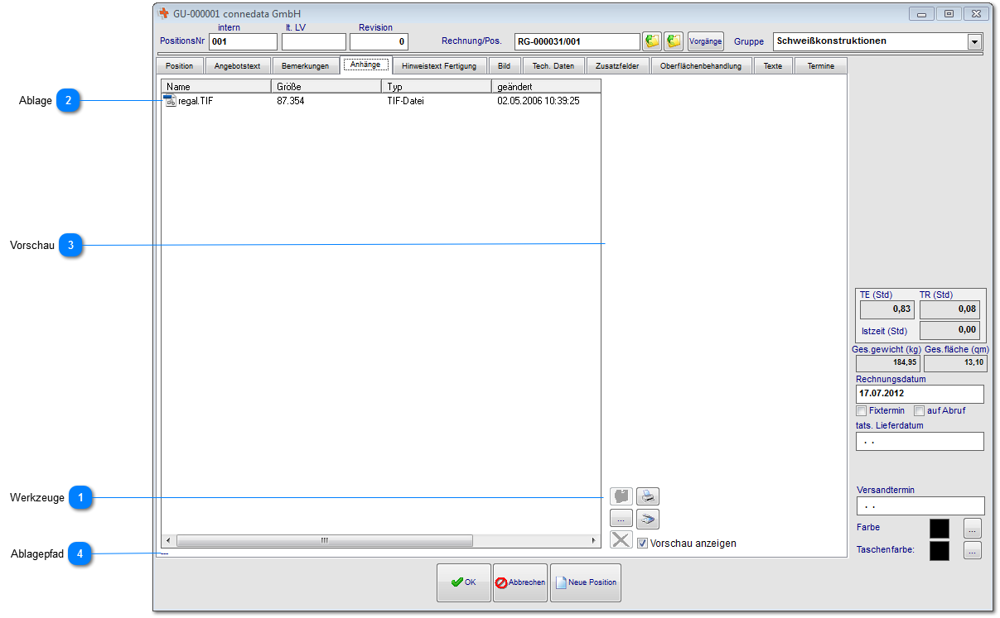 GU-000001 connedata GmbH
intern lt. LV Revision
PositionsNr 001 0 Rechnung/Pos. RG-000031/001 Vorgänge Gruppe Schweißkonstruktionen
Position Angebotstext Bemerkungen Anhänge Hinweistext Fertigung Bild Tech. Daten Zusatzfelder Oberflächenbehandlung Texte Termine
Name Größe Typ geändert
Ablage 2 regal.TIF 87.354 TIF-Datei 02.05.2006 10:39:25
Vorschau 3
TE (Std) TR (Std)
0,83 0,08
Istzeit (Std) 0,00
Ges.gewicht (kg) Ges.fläche (qm)
184,95 13,10
Rechnungsdatum
17.07.2012
Fixtermin auf Abruf
tats. Lieferdatum
. .
Versandtermin
Werkzeuge 1
. .
...
Farbe ...
Vorschau anzeigen
Taschenfarbe: ...
Ablagepfad 4 ---
OK Abbrechen Neue Position